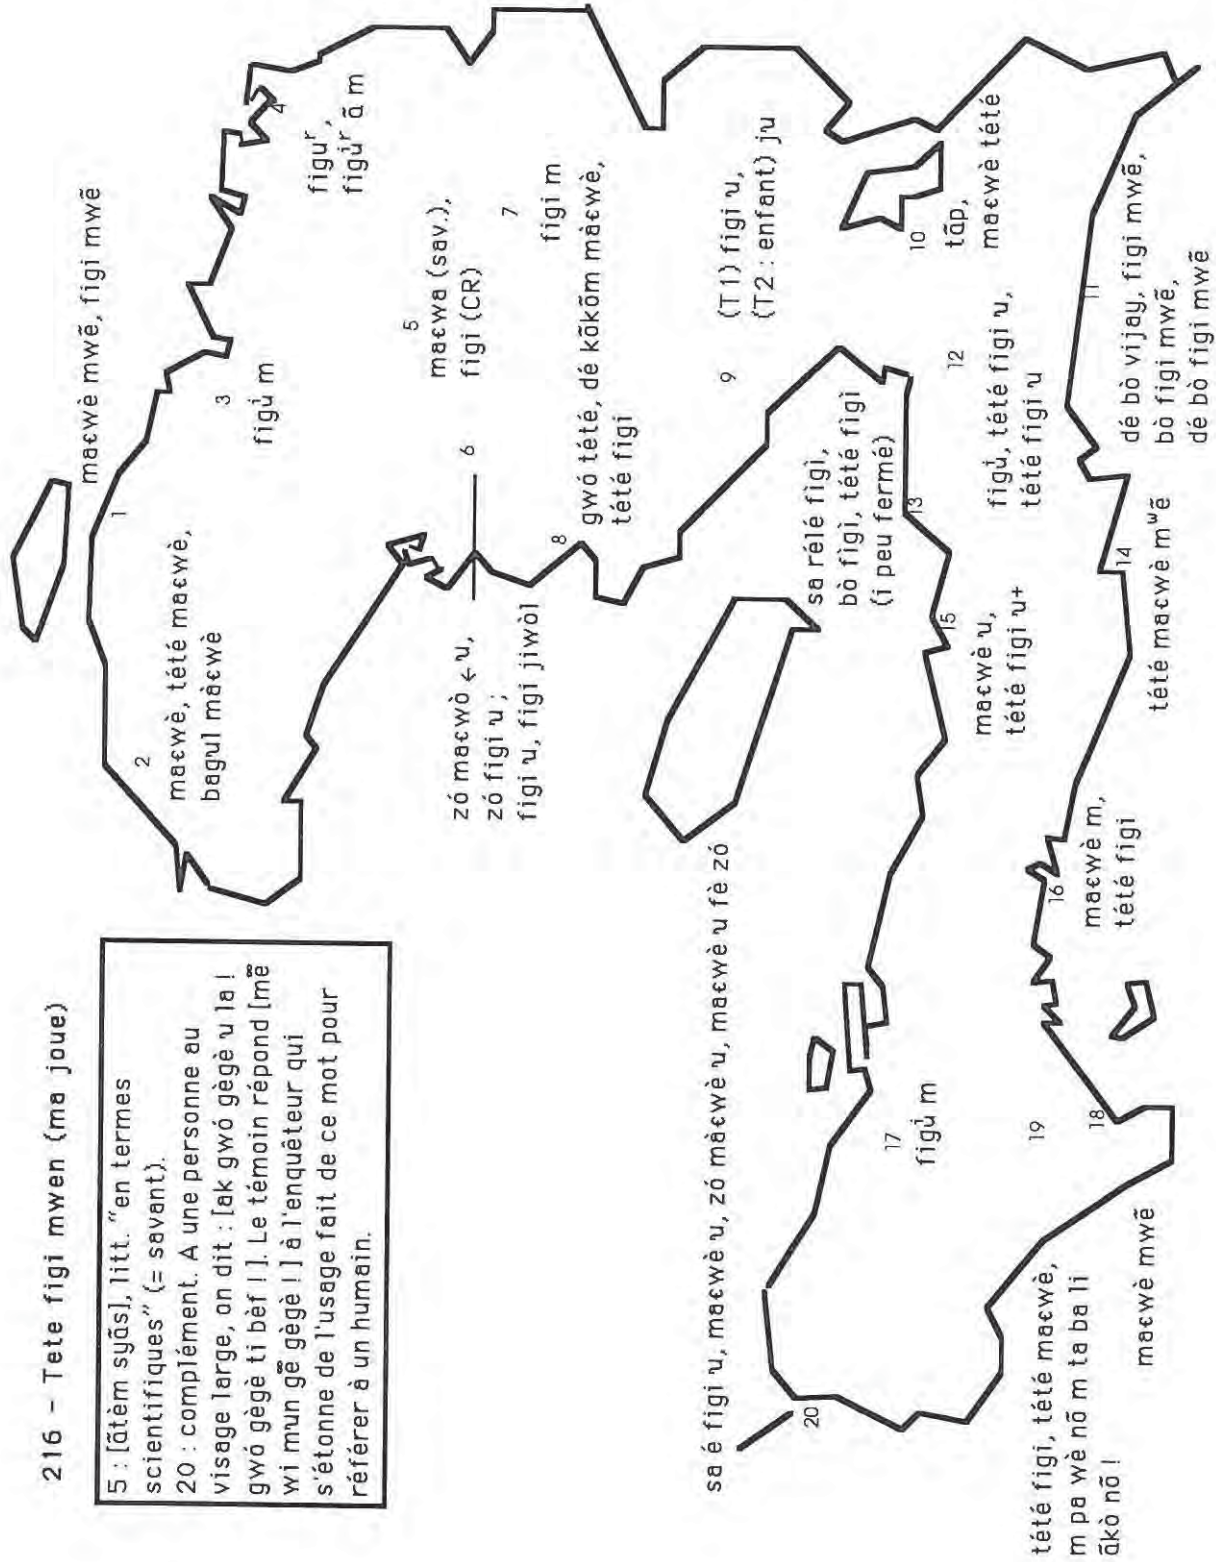 216 – Tete figi mwen (ma joue)
5 : [ãtèm syãs], litt. "en termes
scientifiques" (= savant).
20 : complément. A une personne au
visage large, on dit : [ak gwó gègè u la !
gwó gègè ti bèf !]. Le témoin répond [mẽ
wi mun gẽ gègè !] à l'enquêteur qui
s'étonne de l'usage fait de ce mot pour
référer à un humain.
1
maɛwè mwẽ, figi mwẽ
2
maɛwè, tété maɛwè,
bagul màɛwè
3
figù m
4
figuʳ,
figùʳ ã m
5
maɛwa (sav.),
figi (CR)
6
zó maɛwò ← u,
zó figi u ;
figi u, figi jiwòl
7
figi m
8
gwó tété, dé kõkõm màɛwè,
tété figi
9
(T1) figi u,
(T2 : enfant) ju
10
tãp,
maɛwè tété
11
dé bò vijay, figi mwẽ,
bò figi mwẽ,
dé bò figi mwẽ
12
figù, tété figi u,
tété figi u
13
sa rélé fìgì,
bò fìgì, tété fìgì
(i peu fermé)
14
tété maɛwè mʷẽ
15
maɛwè u,
tété figi u+
16
maɛwè m,
tété figi
17
figù m
18
maɛwè mwẽ
19
tété figi, tété maɛwè,
m pa wè nõ m ta ba li
ãkò nõ !
20
sa é figi u, maɛwè u, zó màɛwè u, maɛwè u fè zó